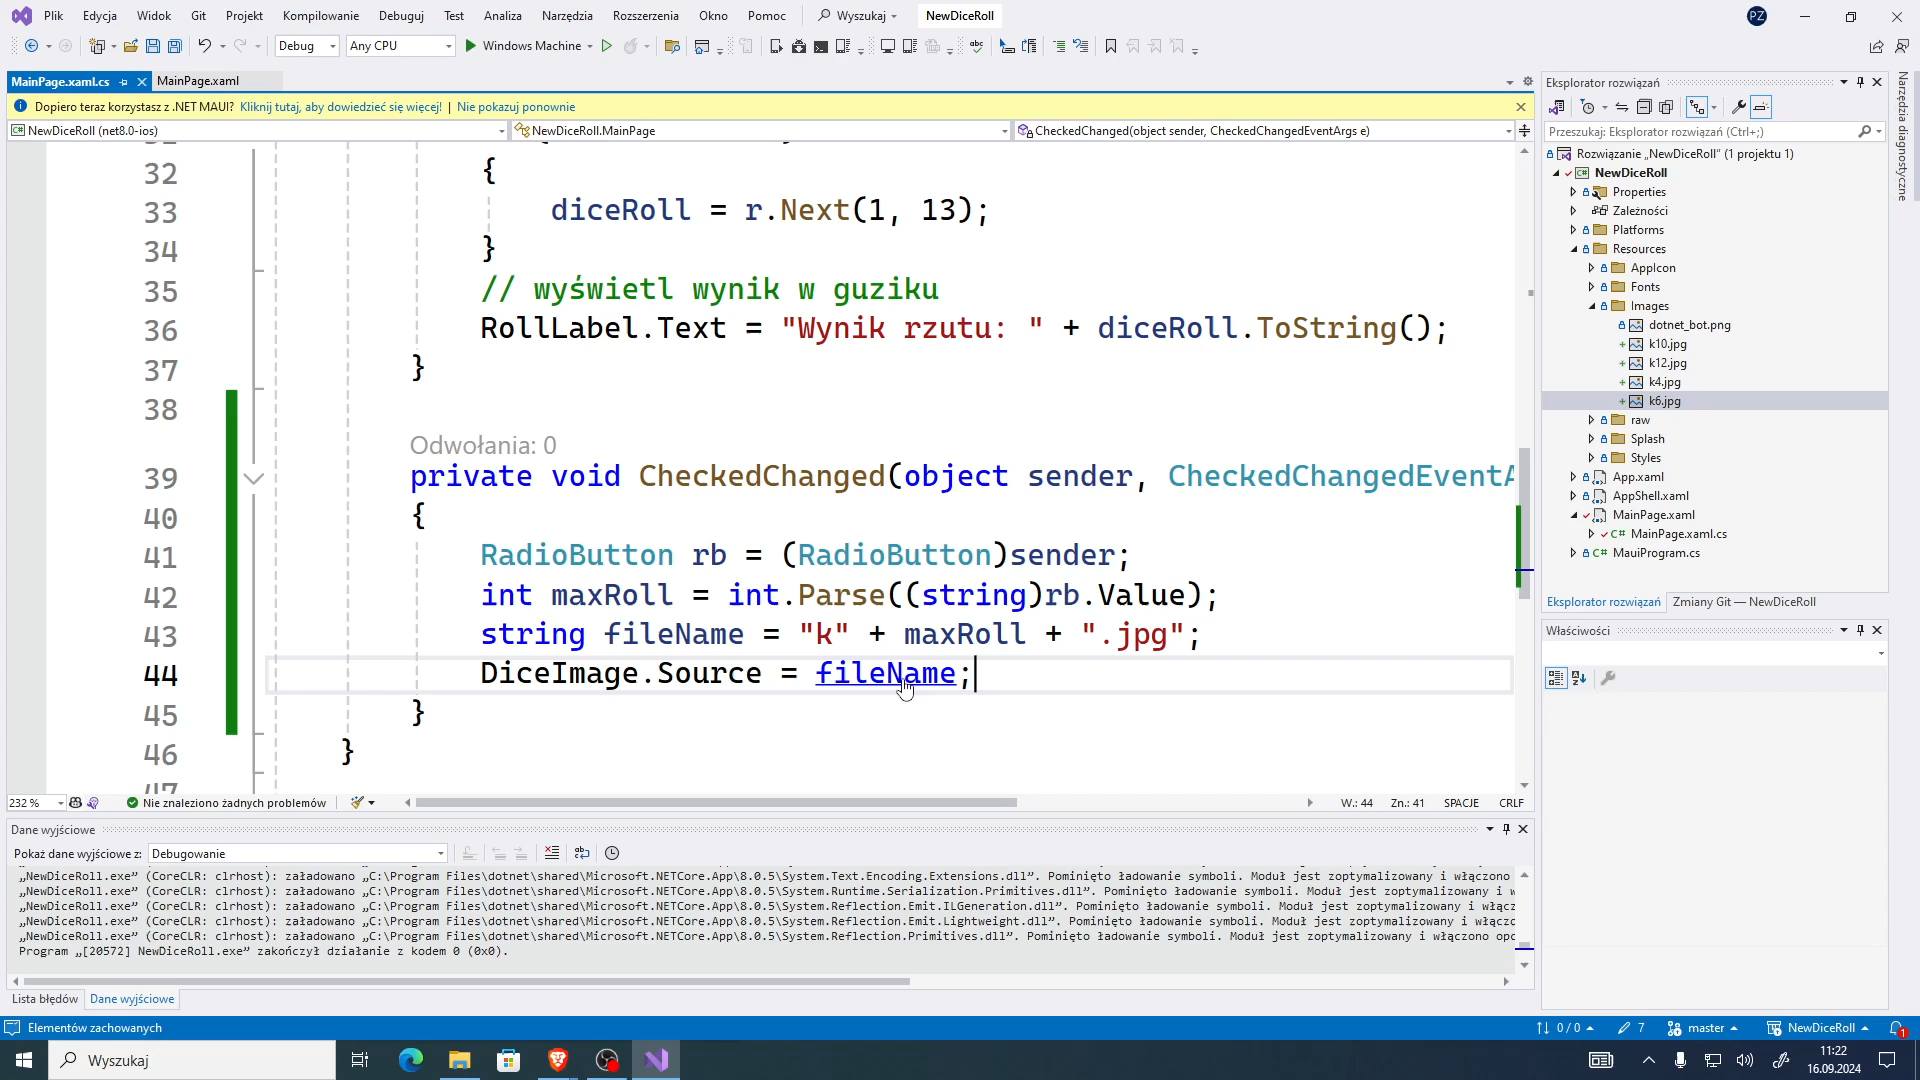 Plik Edycja Widok Git Projekt Kompilowanie Debuguj Test Analiza Narzędzia Rozszerzenia Okno Pomoc Wyszukaj NewDiceRoll PZ
Debug Any CPU Windows Machine
MainPage.xaml.cs MainPage.xaml
Dopiero teraz korzystasz z .NET MAUI? Kliknij tutaj, aby dowiedzieć się więcej! | Nie pokazuj ponownie
NewDiceRoll (net8.0-ios) NewDiceRoll.MainPage CheckedChanged(object sender, CheckedChangedEventArgs e)
32 {
33 diceRoll = r.Next(1, 13);
34 }
35 // wyświetl wynik w guziku
36 RollLabel.Text = "Wynik rzutu: " + diceRoll.ToString();
37 }
38
Odwołania: 0
39 private void CheckedChanged(object sender, CheckedChangedEventA
40 {
41 RadioButton rb = (RadioButton)sender;
42 int maxRoll = int.Parse((string)rb.Value);
43 string fileName = "k" + maxRoll + ".jpg";
44 DiceImage.Source = fileName;
45 }
46 }
47
232 % Nie znaleziono żadnych problemów W.: 44 Zn.: 41 SPACJE CRLF
Dane wyjściowe
Pokaż dane wyjściowe z: Debugowanie
„NewDiceRoll.exe” (CoreCLR: clrhost): załadowano „C:\Program Files\dotnet\shared\Microsoft.NETCore.App\8.0.5\System.Text.Encoding.Extensions.dll”. Pominięto ładowanie symboli. Moduł jest zoptymalizowany i włączono
„NewDiceRoll.exe” (CoreCLR: clrhost): załadowano „C:\Program Files\dotnet\shared\Microsoft.NETCore.App\8.0.5\System.Runtime.Serialization.Primitives.dll”. Pominięto ładowanie symboli. Moduł jest zoptymalizowany i w
„NewDiceRoll.exe” (CoreCLR: clrhost): załadowano „C:\Program Files\dotnet\shared\Microsoft.NETCore.App\8.0.5\System.Reflection.Emit.ILGeneration.dll”. Pominięto ładowanie symboli. Moduł jest zoptymalizowany i włącz
„NewDiceRoll.exe” (CoreCLR: clrhost): załadowano „C:\Program Files\dotnet\shared\Microsoft.NETCore.App\8.0.5\System.Reflection.Emit.Lightweight.dll”. Pominięto ładowanie symboli. Moduł jest zoptymalizowany i włączo
„NewDiceRoll.exe” (CoreCLR: clrhost): załadowano „C:\Program Files\dotnet\shared\Microsoft.NETCore.App\8.0.5\System.Reflection.Primitives.dll”. Pominięto ładowanie symboli. Moduł jest zoptymalizowany i włączono opc
Program „[20572] NewDiceRoll.exe” zakończył działanie z kodem 0 (0x0).
Lista błędów Dane wyjściowe
Eksplorator rozwiązań
Przeszukaj: Eksplorator rozwiązań (Ctrl+;)
Rozwiązanie „NewDiceRoll” (1 projektu 1)
NewDiceRoll
Properties
Zależności
Platforms
Resources
AppIcon
Fonts
Images
dotnet_bot.png
k10.jpg
k12.jpg
k4.jpg
k6.jpg
raw
Splash
Styles
App.xaml
AppShell.xaml
MainPage.xaml
MainPage.xaml.cs
MauiProgram.cs
Eksplorator rozwiązań Zmiany Git — NewDiceRoll
Właściwości
Narzędzia diagnostyczne
Elementów zachowanych 0 / 0 7 master NewDiceRoll 1
Wyszukaj 11:22
16.09.2024